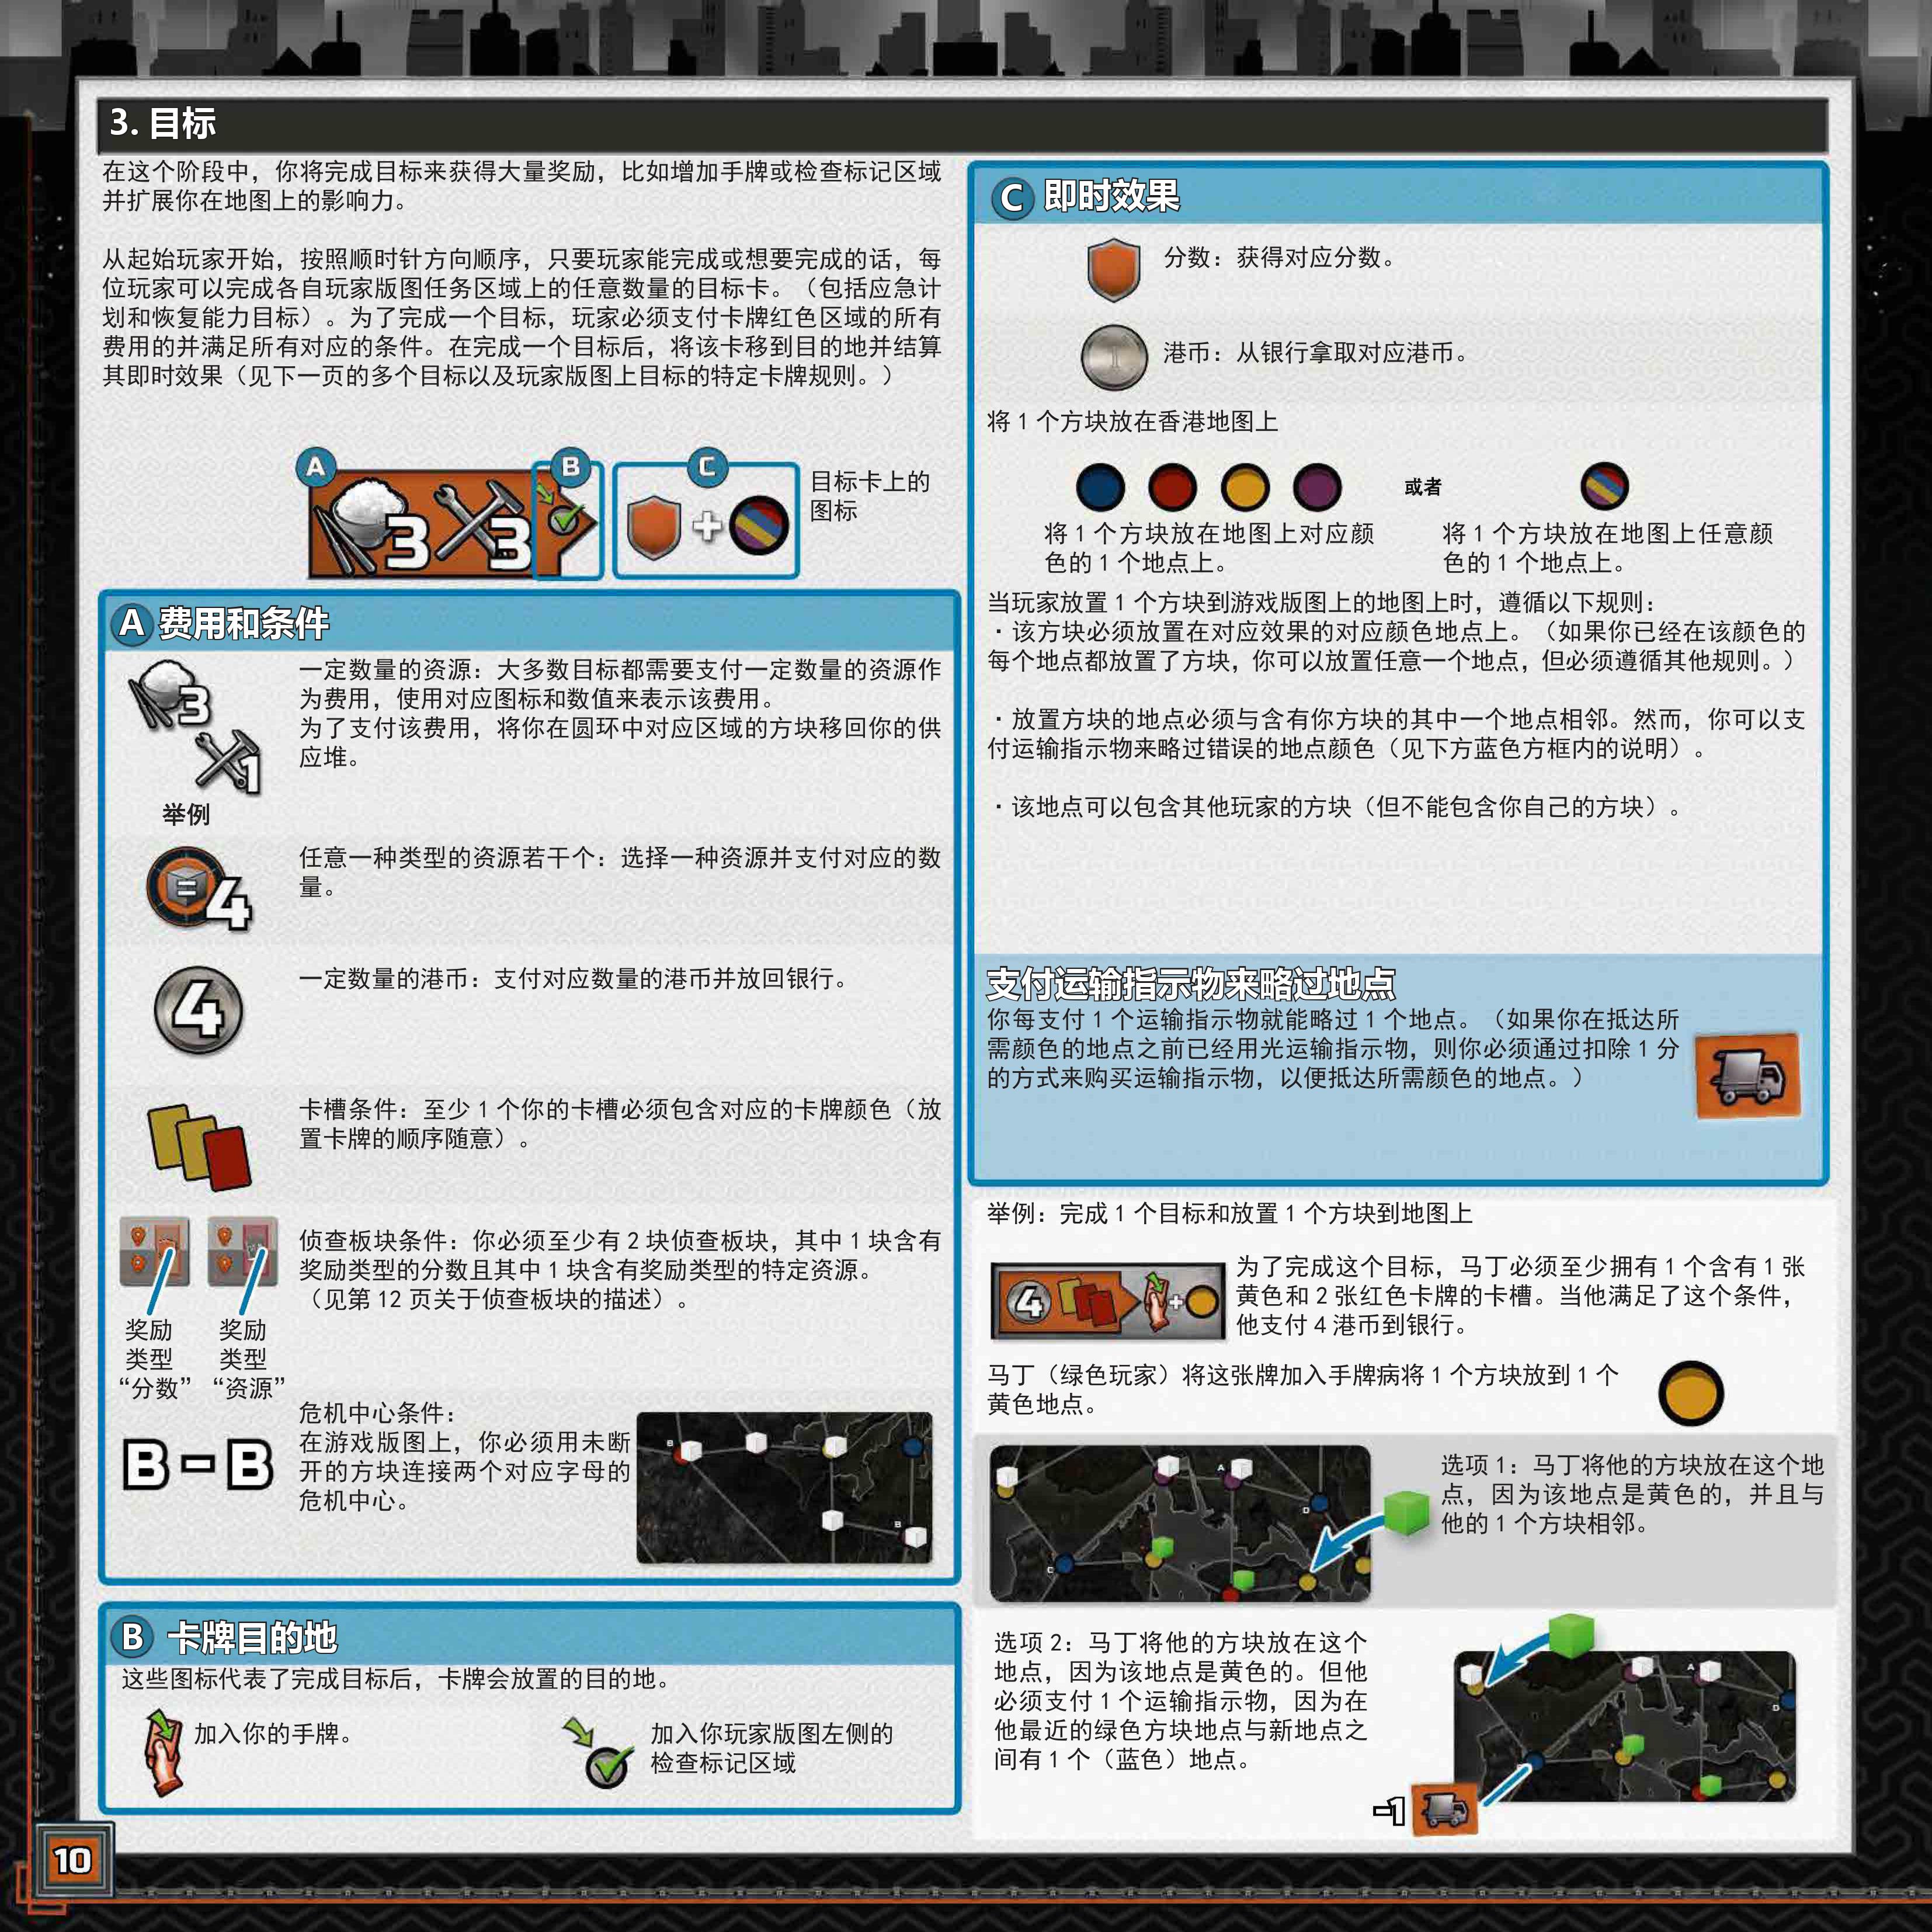 3. 目标
在这个阶段中，你将完成目标来获得大量奖励，比如增加手牌或检查标记区域
并扩展你在地图上的影响力。
从起始玩家开始，按照顺时针方向顺序，只要玩家能完成或想要完成的话，每
位玩家可以完成各自玩家版图任务区域上的任意数量的目标卡。（包括应急计
划和恢复能力目标）。为了完成一个目标，玩家必须支付卡牌红色区域的所有
费用的并满足所有对应的条件。在完成一个目标后，将该卡移到目的地并结算
其即时效果（见下一页的多个目标以及玩家版图上目标的特定卡牌规则。）
A
B
C
3
3
目标卡上的
图标
A 费用和条件
3
1
举例
一定数量的资源：大多数目标都需要支付一定数量的资源作
为费用，使用对应图标和数值来表示该费用。
为了支付该费用，将你在圆环中对应区域的方块移回你的供
应堆。
=4
任意一种类型的资源若干个：选择一种资源并支付对应的数
量。
4
一定数量的港币：支付对应数量的港币并放回银行。
卡槽条件：至少 1 个你的卡槽必须包含对应的卡牌颜色（放
置卡牌的顺序随意）。
侦查板块条件：你必须至少有 2 块侦查板块，其中 1 块含有
奖励类型的分数且其中 1 块含有奖励类型的特定资源。
（见第 12 页关于侦查板块的描述）。
奖励
类型
“分数”
奖励
类型
“资源”
B-B
危机中心条件：
在游戏版图上，你必须用未断
开的方块连接两个对应字母的
危机中心。
B
B
B 卡牌目的地
这些图标代表了完成目标后，卡牌会放置的目的地。
加入你的手牌。
加入你玩家版图左侧的
检查标记区域
C 即时效果
分数：获得对应分数。
1
港币：从银行拿取对应港币。
将 1 个方块放在香港地图上
或者
将 1 个方块放在地图上对应颜
色的 1 个地点上。
将 1 个方块放在地图上任意颜
色的 1 个地点上。
当玩家放置 1 个方块到游戏版图上的地图上时，遵循以下规则：
·该方块必须放置在对应效果的对应颜色地点上。（如果你已经在该颜色的
每个地点都放置了方块，你可以放置任意一个地点，但必须遵循其他规则。）
·放置方块的地点必须与含有你方块的其中一个地点相邻。然而，你可以支
付运输指示物来略过错误的地点颜色（见下方蓝色方框内的说明）。
·该地点可以包含其他玩家的方块（但不能包含你自己的方块）。
支付运输指示物来略过地点
你每支付 1 个运输指示物就能略过 1 个地点。（如果你在抵达所
需颜色的地点之前已经用光运输指示物，则你必须通过扣除 1 分
的方式来购买运输指示物，以便抵达所需颜色的地点。）
举例：完成 1 个目标和放置 1 个方块到地图上
4
+
为了完成这个目标，马丁必须至少拥有 1 个含有 1 张
黄色和 2 张红色卡牌的卡槽。当他满足了这个条件，
他支付 4 港币到银行。
马丁（绿色玩家）将这张牌加入手牌病将 1 个方块放到 1 个
黄色地点。
A
D
C
选项 1：马丁将他的方块放在这个地
点，因为该地点是黄色的，并且与
他的 1 个方块相邻。
选项 2：马丁将他的方块放在这个
地点，因为该地点是黄色的。但他
必须支付 1 个运输指示物，因为在
他最近的绿色方块地点与新地点之
间有 1 个（蓝色）地点。
A
D
-1
10